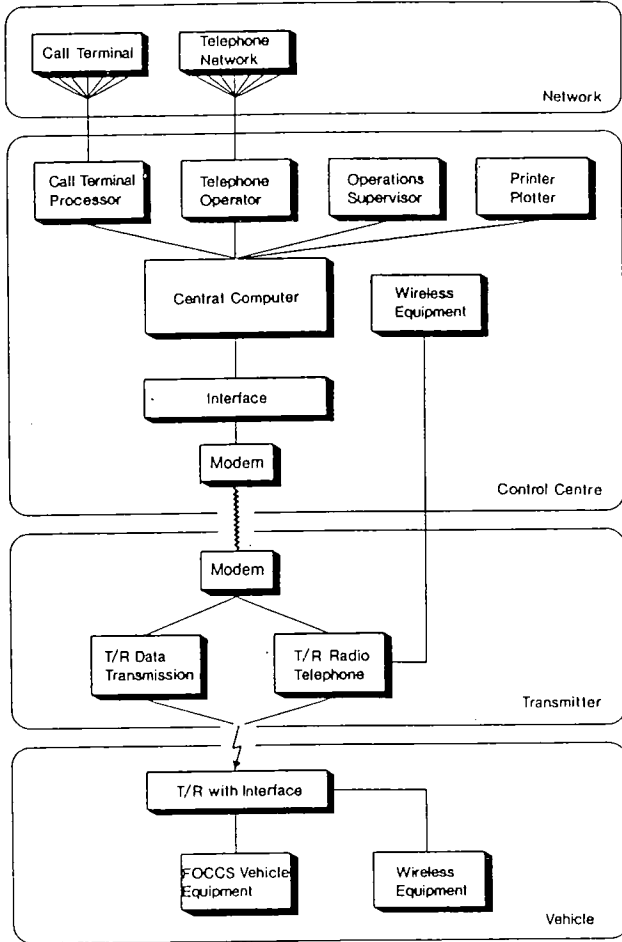 Call Terminal
Telephone
Network
Network
Call Terminal
Processor
Telephone
Operator
Operations
Supervisor
Printer
Plotter
Central Computer
Wireless
Equipment
Interface
Modem
Control Centre
Modem
T/R Data
Transmission
T/R Radio
Telephone
Transmitter
T/R with Interface
FOCCS Vehicle
Equipment
Wireless
Equipment
Vehicle